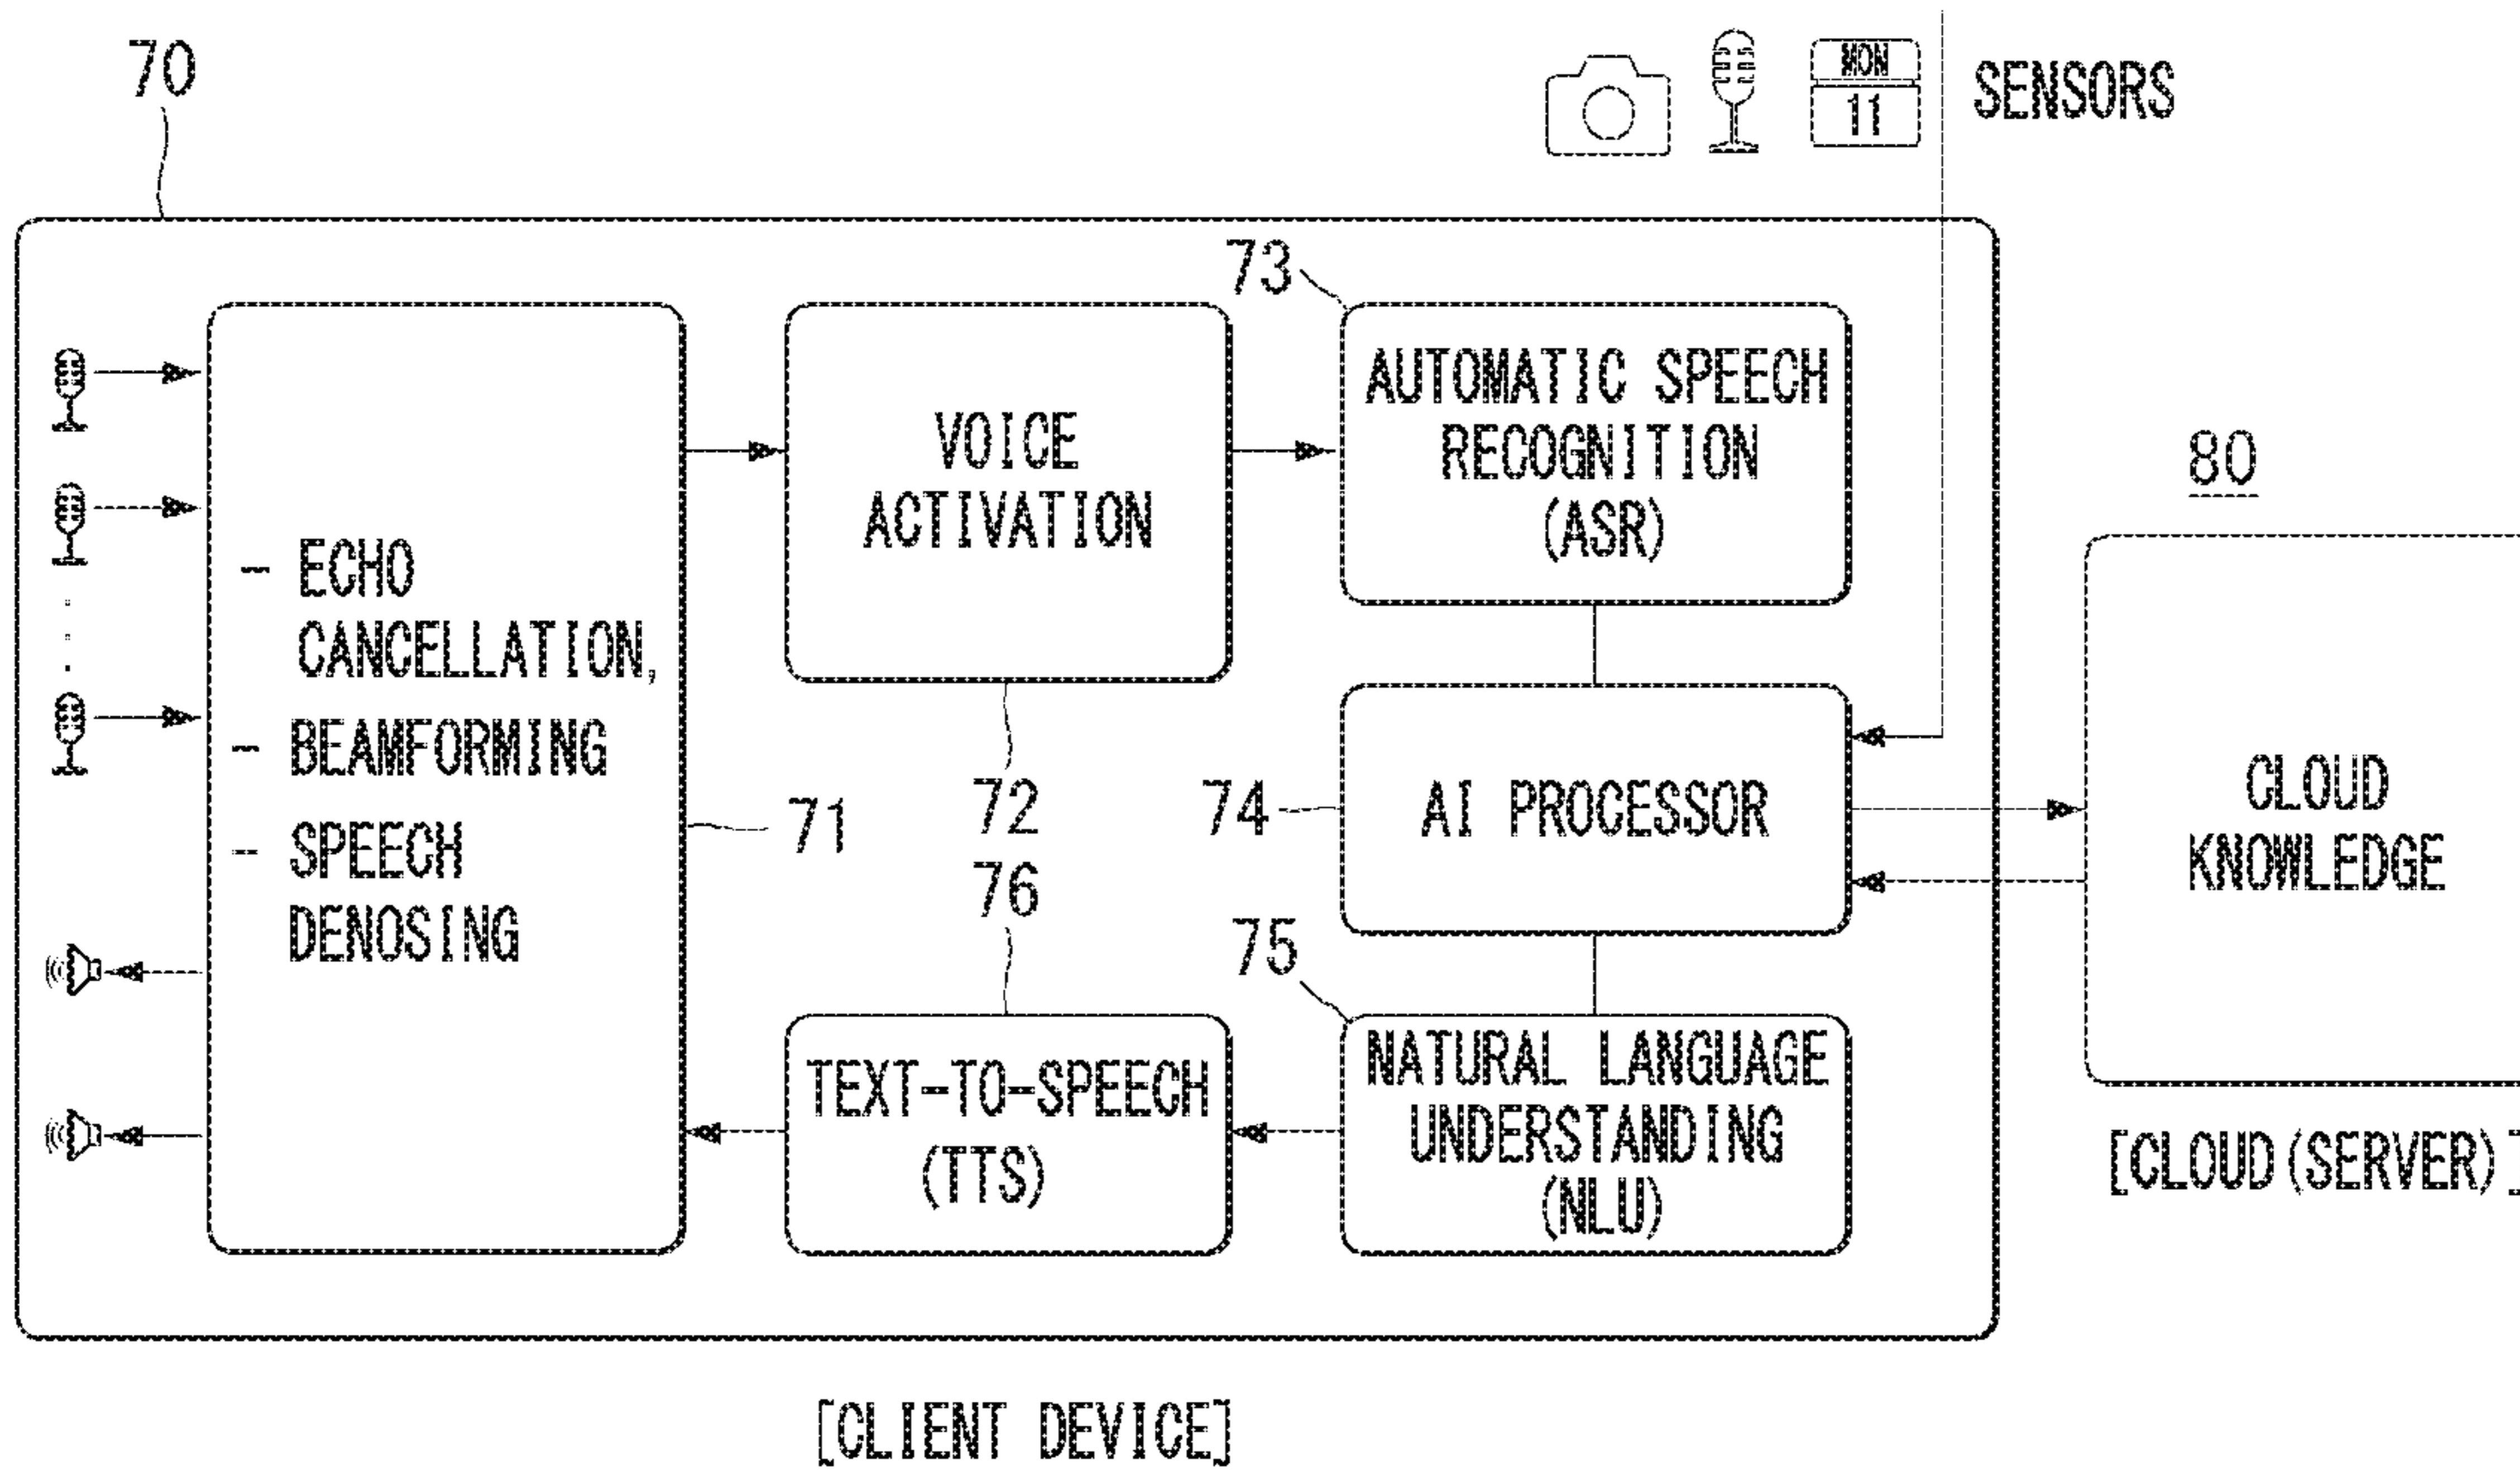 70
MON
11
SENSORS
73
AUTOMATIC SPEECH
RECOGNITION
(ASR)
VOICE
ACTIVATION
- ECHO
CANCELLATION,
- BEAMFORMING
- SPEECH
DENOSING
71
72
76
74
AI PROCESSOR
75
80
CLOUD
KNOWLEDGE
TEXT-TO-SPEECH
(TTS)
NATURAL LANGUAGE
UNDERSTANDING
(NLU)
[CLOUD(SERVER)]
[CLIENT DEVICE]